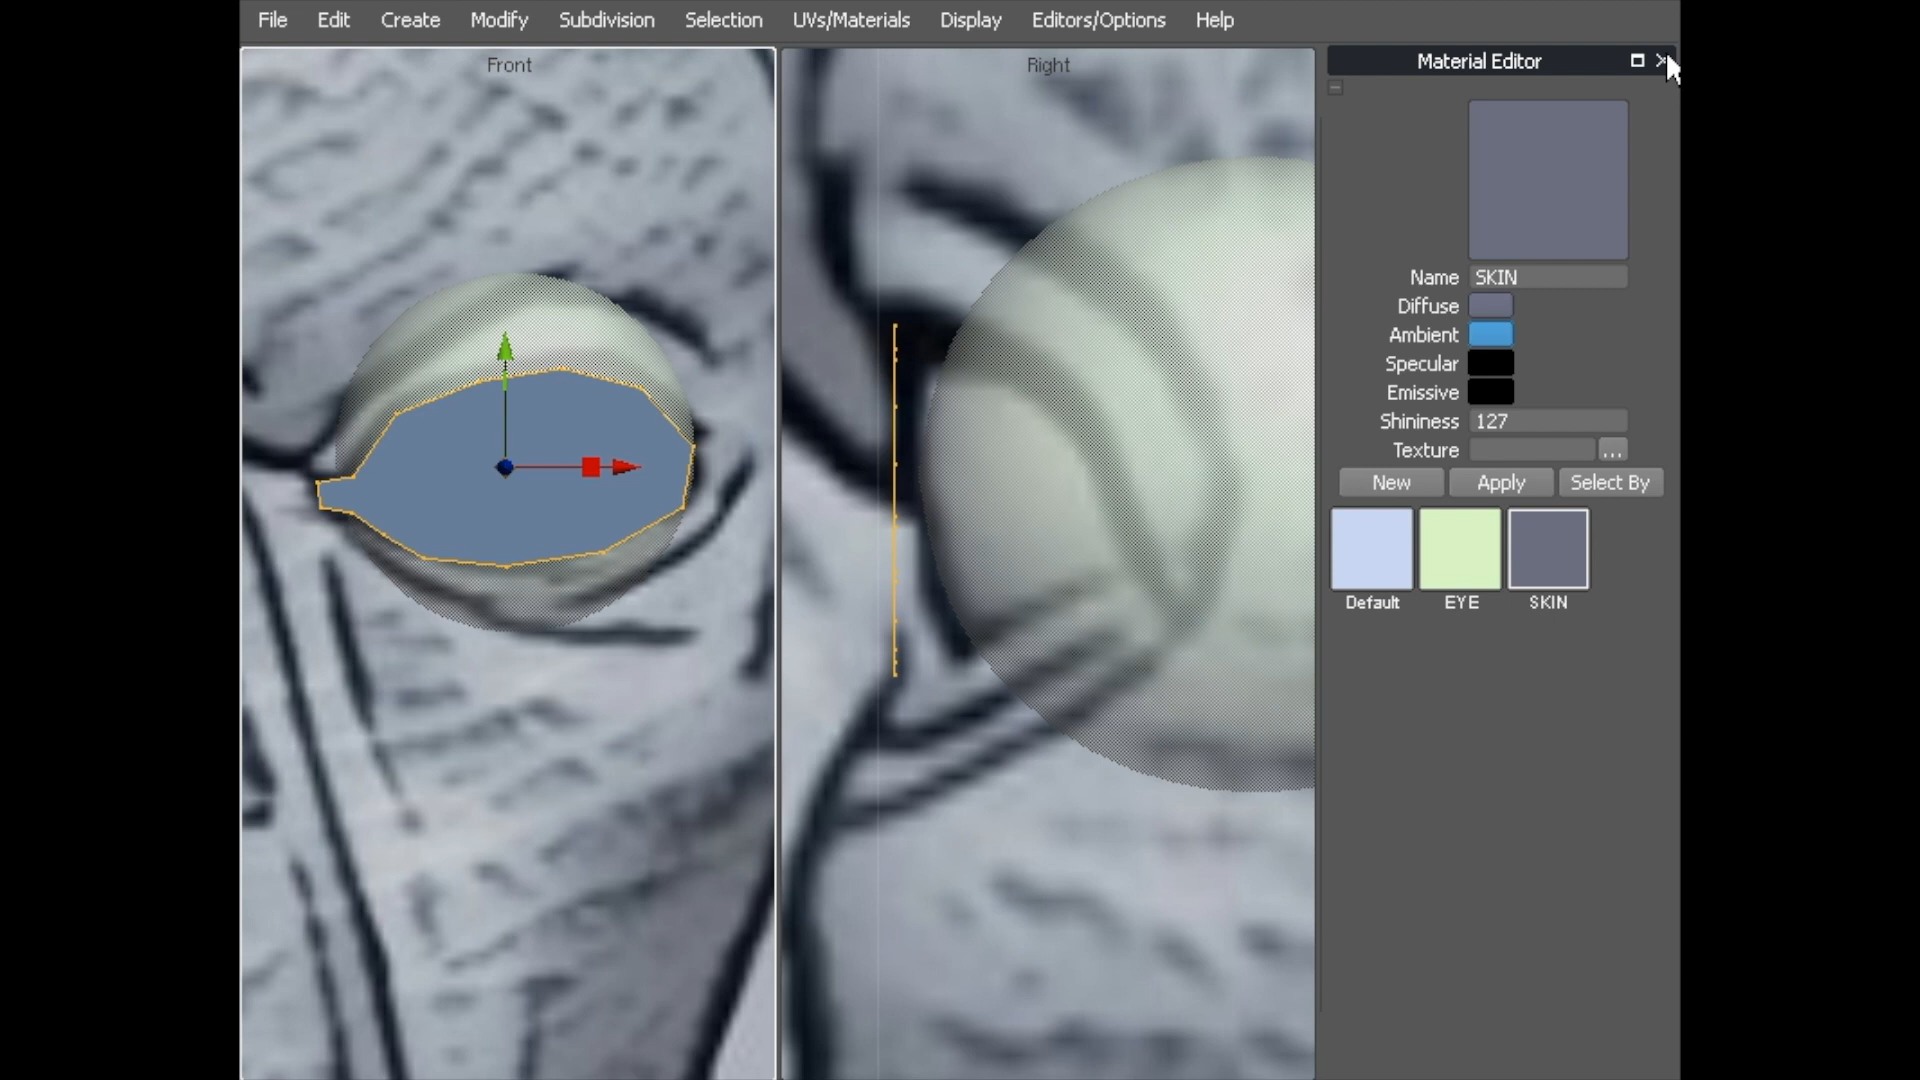 File Edit Create Modify Subdivision Selection UVs/Materials Display Editors/Options Help
Front
Right
Material Editor
Name SKIN
Diffuse
Ambient
Specular
Emissive
Shininess 127
Texture ...
New Apply Select By
Default EYE SKIN